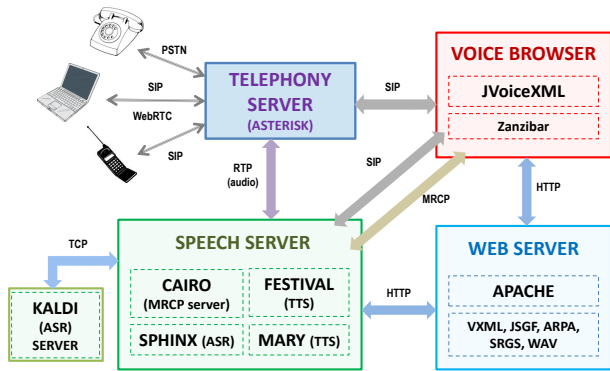 PSTN
SIP
WebRTC
SIP
TELEPHONY
SERVER
(ASTERISK)
SIP
VOICE BROWSER
JVoiceXML
Zanzibar
RTP
(audio)
SIP
MRCP
HTTP
TCP
SPEECH SERVER
CAIRO
(MRCP server)
FESTIVAL
(TTS)
SPHINX (ASR)
MARY (TTS)
KALDI
(ASR)
SERVER
HTTP
WEB SERVER
APACHE
VXML, JSGF, ARPA,
SRGS, WAV